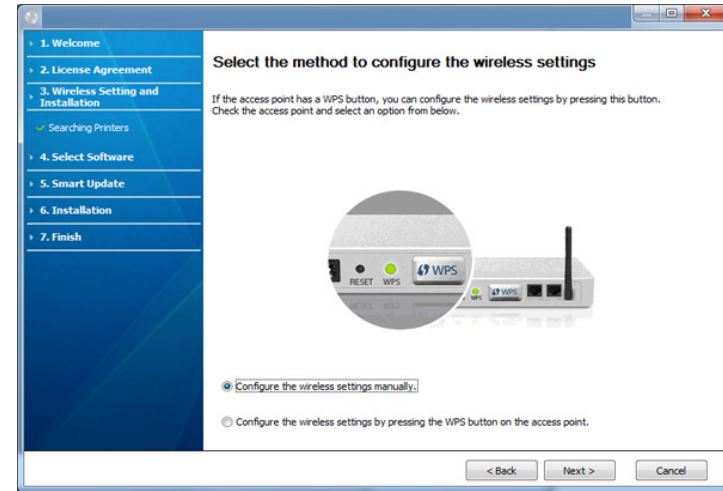 1. Welcome
2. License Agreement
3. Wireless Setting and
Installation
Searching Printers
4. Select Software
5. Smart Update
6. Installation
7. Finish
Select the method to configure the wireless settings
If the access point has a WPS button, you can configure the wireless settings by pressing this button.
Check the access point and select an option from below.
RESET WPS WPS
WPS WPS
Configure the wireless settings manually.
Configure the wireless settings by pressing the WPS button on the access point.
< Back Next > Cancel